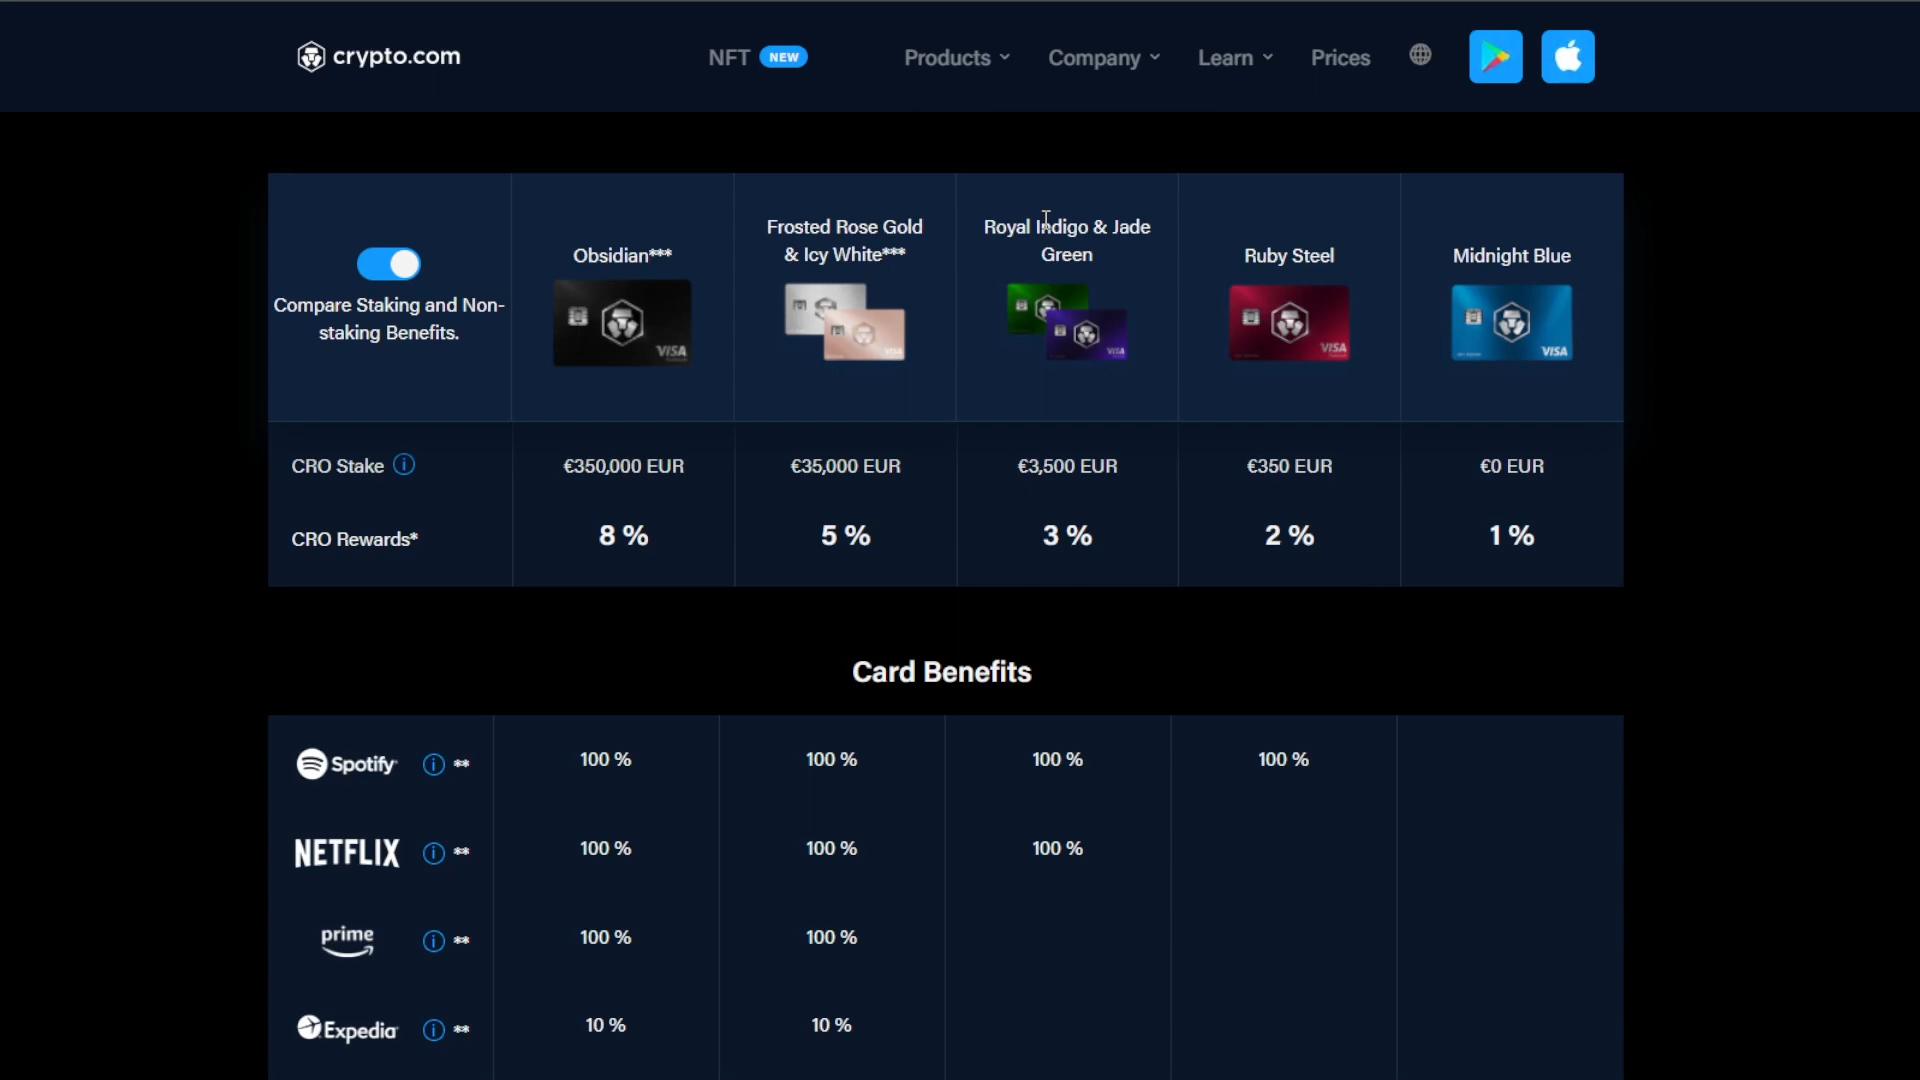 crypto.com
NFT NEW Products Company Learn Prices
Compare Staking and Non-
staking Benefits.
Obsidian***
VISA
Frosted Rose Gold
& Icy White***
VISA
Royal Indigo & Jade
Green
VISA
Ruby Steel
VISA
Midnight Blue
VISA
CRO Stake €350,000 EUR €35,000 EUR €3,500 EUR €350 EUR €0 EUR
CRO Rewards* 8 % 5 % 3 % 2 % 1 %
Card Benefits
Spotify ** 100 % 100 % 100 % 100 %
NETFLIX ** 100 % 100 % 100 %
prime ** 100 % 100 %
Expedia ** 10 % 10 %